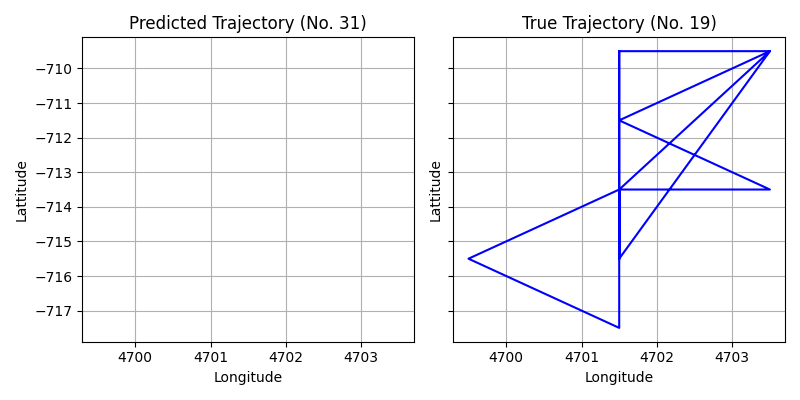 Predicted Trajectory (No. 31)
True Trajectory (No. 19)
Lattitude
−710
−711
−712
−713
−714
−715
−716
−717
4700 4701 4702 4703
Longitude
Lattitude
4700 4701 4702 4703
Longitude